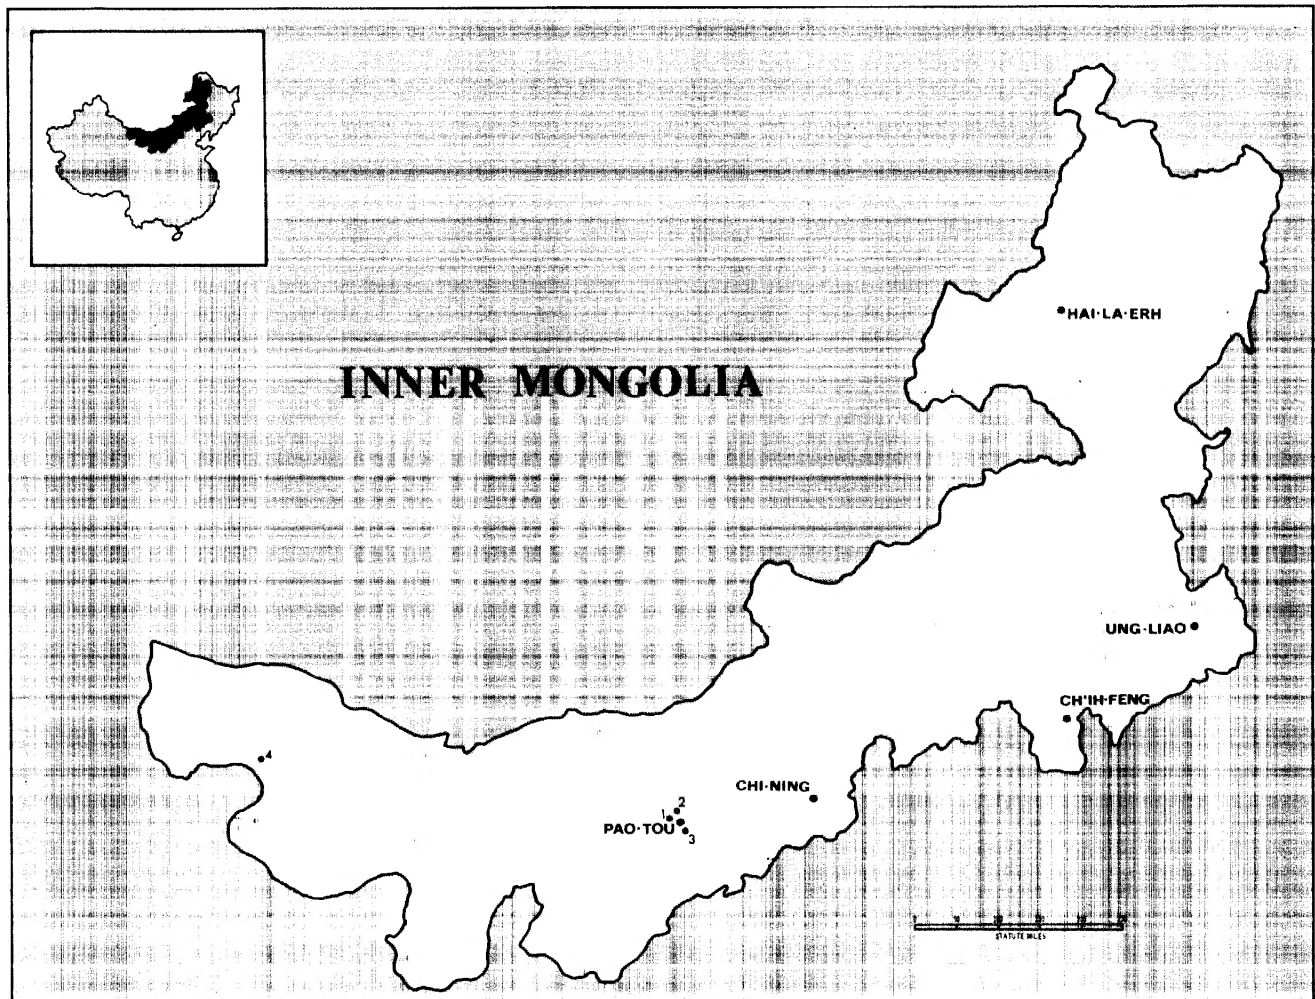 HAI·LA·ERH
INNER MONGOLIA
UNG·LIAO
CH'IH·FENG
4
CHI·NING
2
1
PAO·TOU
3
STATUTE MILES